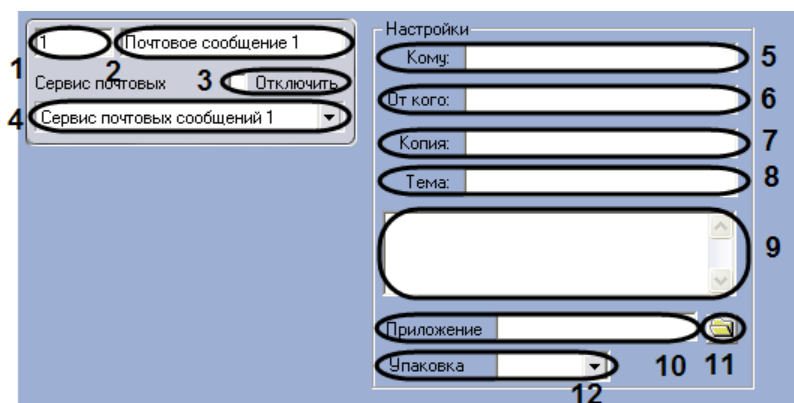 1 Почтовое сообщение 1
1 2
Сервис почтовых 3 Отключить
4 Сервис почтовых сообщений 1
Настройки
Кому: 5
От кого: 6
Копия: 7
Тема: 8
9
Приложение
Упаковка 10 11
12